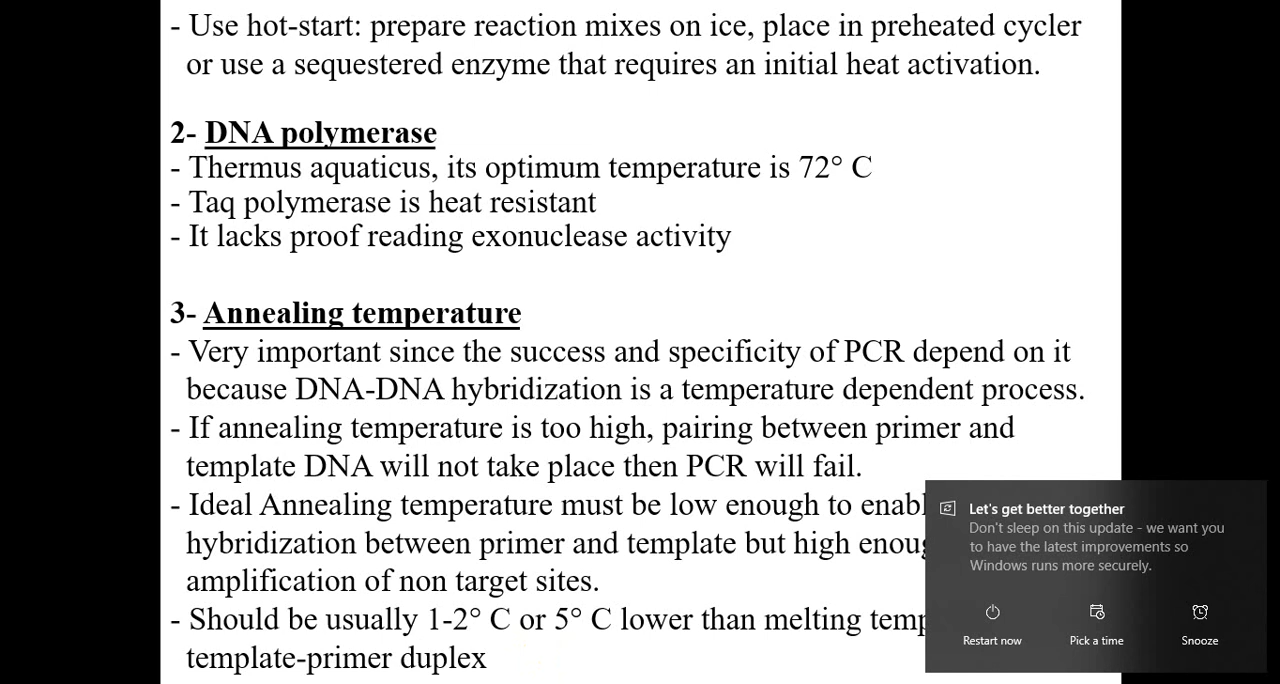 - Use hot-start: prepare reaction mixes on ice, place in preheated cycler
or use a sequestered enzyme that requires an initial heat activation.
2- DNA polymerase
- Thermus aquaticus, its optimum temperature is 72° C
- Taq polymerase is heat resistant
- It lacks proof reading exonuclease activity
3- Annealing temperature
- Very important since the success and specificity of PCR depend on it
because DNA-DNA hybridization is a temperature dependent process.
- If annealing temperature is too high, pairing between primer and
template DNA will not take place then PCR will fail.
- Ideal Annealing temperature must be low enough to
hybridization between primer and template but high
amplification of non target sites.
- Should be usually 1-2° C or 5° C lower than melting
template-primer duplex
Let's get better together
Don't sleep on this update - we want you
to have the latest improvements so
Windows runs more securely.
Restart now
Pick a time
Snooze